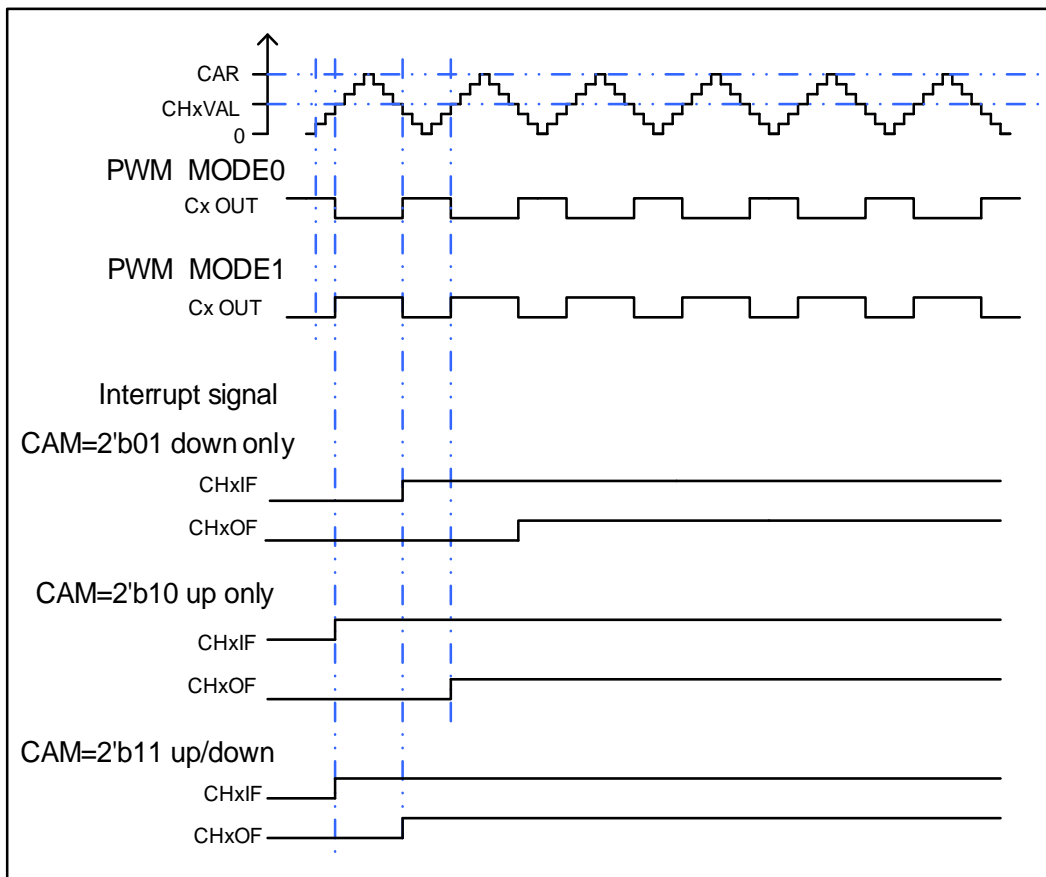 CAR
CHxVAL
0
PWM MODE0
Cx OUT
PWM MODE1
Cx OUT
Interrupt signal
CAM=2'b01 down only
CHxIF
CHxOF
CAM=2'b10 up only
CHxIF
CHxOF
CAM=2'b11 up/down
CHxIF
CHxOF